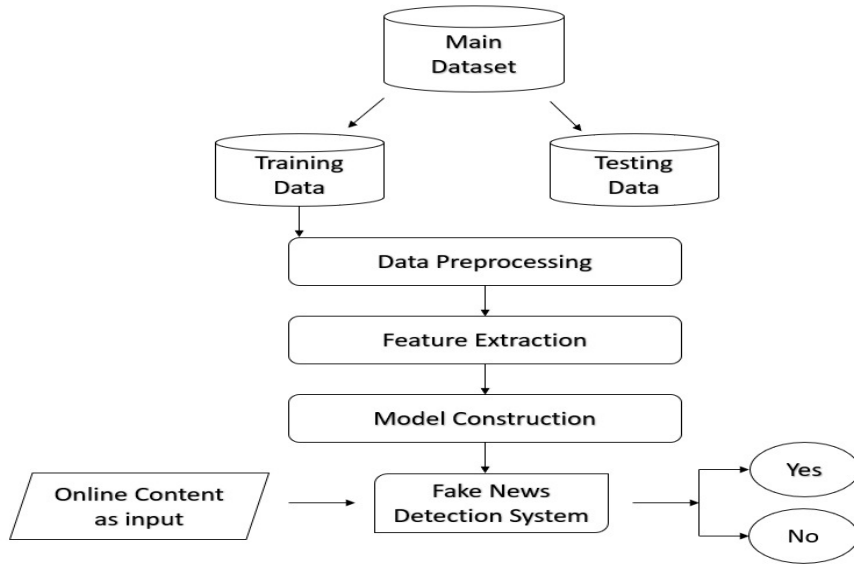 Main
Dataset
Training
Data
Testing
Data
Data Preprocessing
Feature Extraction
Model Construction
Online Content
as input
Fake News
Detection System
Yes
No